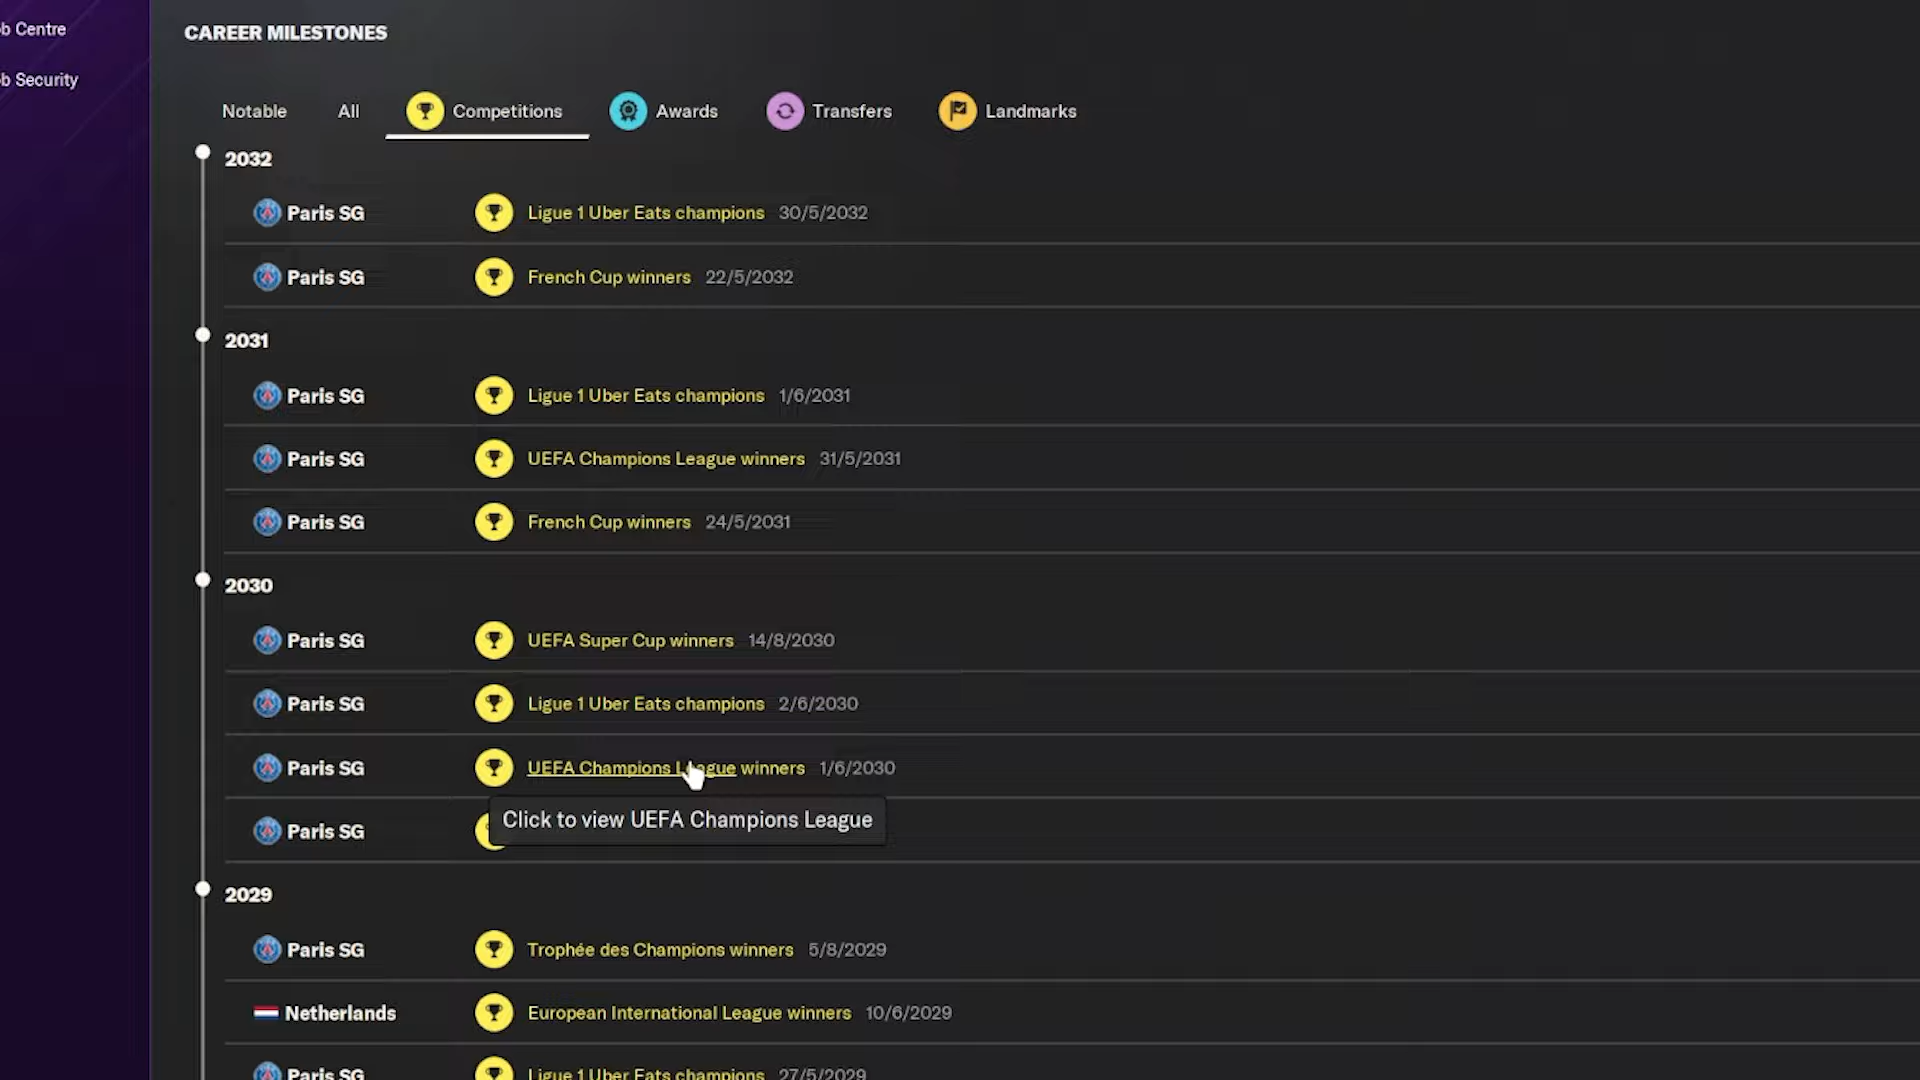 b Centre
b Security
CAREER MILESTONES
Notable All Competitions Awards Transfers Landmarks
2032
Paris SG Ligue 1 Uber Eats champions 30/5/2032
Paris SG French Cup winners 22/5/2032
2031
Paris SG Ligue 1 Uber Eats champions 1/6/2031
Paris SG UEFA Champions League winners 31/5/2031
Paris SG French Cup winners 24/5/2031
2030
Paris SG UEFA Super Cup winners 14/8/2030
Paris SG Ligue 1 Uber Eats champions 2/6/2030
Paris SG UEFA Champions League winners 1/6/2030
Paris SG
Click to view UEFA Champions League
2029
Paris SG Trophée des Champions winners 5/8/2029
Netherlands European International League winners 10/6/2029
Paris SG Ligue 1 Uber Eats champions 27/5/2029